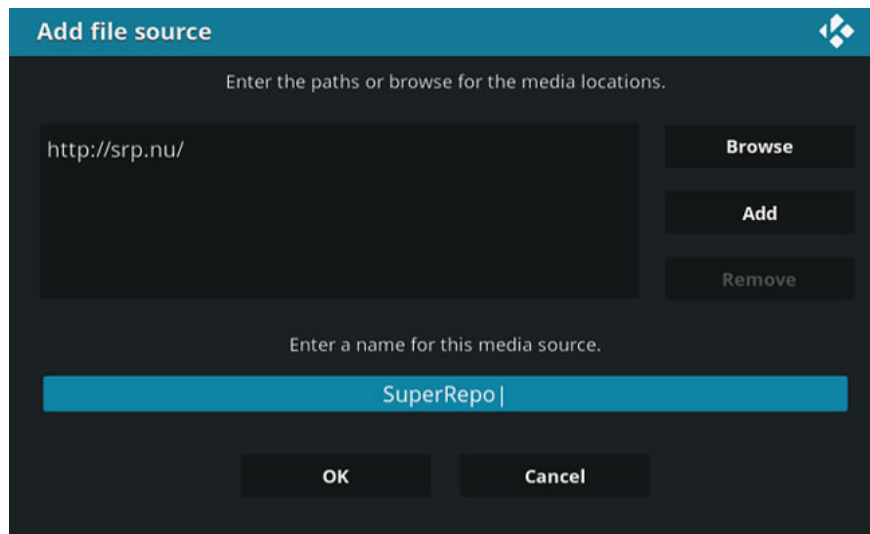 Add file source
Enter the paths or browse for the media locations.
http://srp.nu/
Browse
Add
Remove
Enter a name for this media source.
SuperRepo|
OK
Cancel